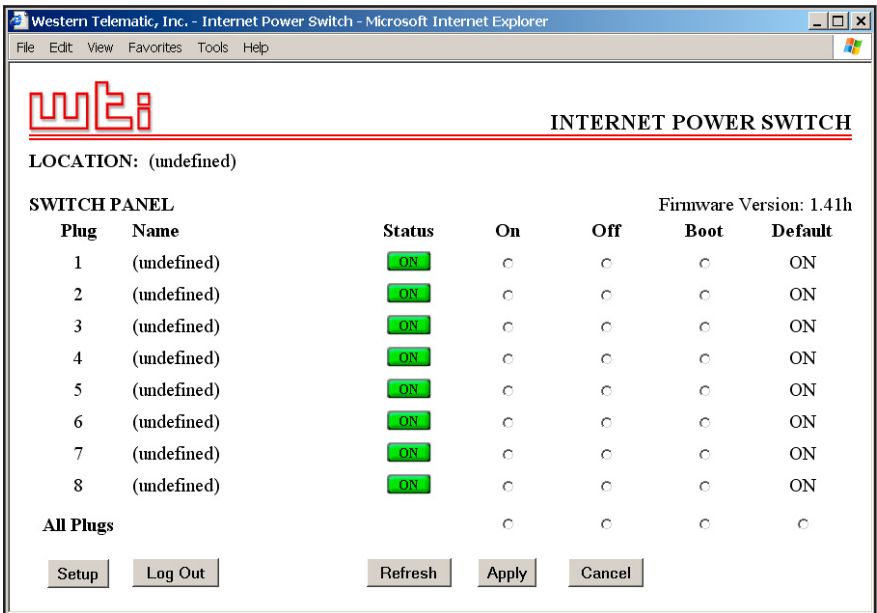 Western Telematic, Inc. - Internet Power Switch - Microsoft Internet Explorer
File Edit View Favorites Tools Help
wti
INTERNET POWER SWITCH
LOCATION: (undefined)
SWITCH PANEL Firmware Version: 1.41h
Plug Name Status On Off Boot Default
1 (undefined) ON ON
2 (undefined) ON ON
3 (undefined) ON ON
4 (undefined) ON ON
5 (undefined) ON ON
6 (undefined) ON ON
7 (undefined) ON ON
8 (undefined) ON ON
All Plugs
Setup Log Out Refresh Apply Cancel